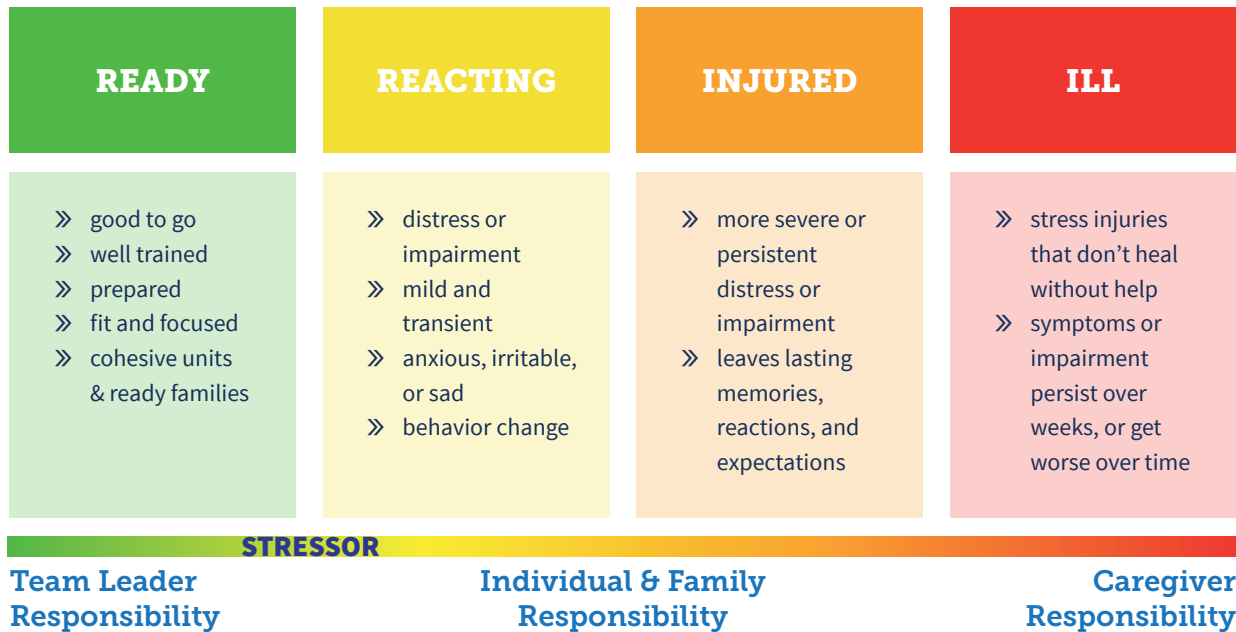 READY
good to go
well trained
prepared
fit and focused
cohesive units
& ready families
REACTING
distress or
impairment
mild and
transient
anxious, irritable,
or sad
behavior change
INJURED
more severe or
persistent
distress or
impairment
leaves lasting
memories,
reactions, and
expectations
ILL
stress injuries
that don’t heal
without help
symptoms or
impairment
persist over
weeks, or get
worse over time
STRESSOR
Team Leader
Responsibility
Individual & Family
Responsibility
Caregiver
Responsibility